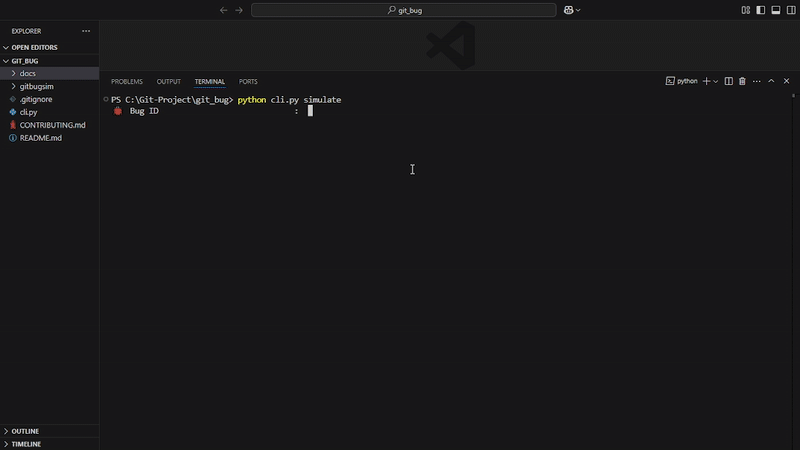 git_bug
EXPLORER
OPEN EDITORS
GIT_BUG
docs
gitbugsim
.gitignore
cli.py
CONTRIBUTING.md
README.md
OUTLINE
TIMELINE
PROBLEMS OUTPUT TERMINAL PORTS
python
PS C:\Git-Project\git_bug> python cli.py simulate
Bug ID :